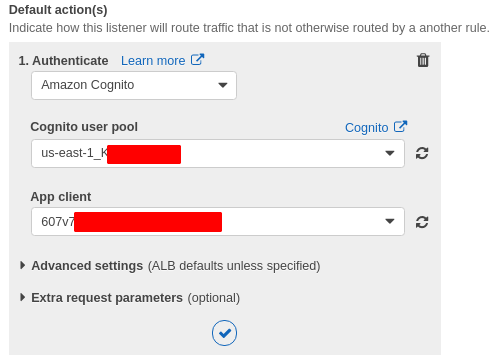 Default action(s)
Indicate how this listener will route traffic that is not otherwise routed by a another rule.
1. Authenticate Learn more
Amazon Cognito
Cognito user pool Cognito
us-east-1_K
App client
607v7
Advanced settings (ALB defaults unless specified)
Extra request parameters (optional)